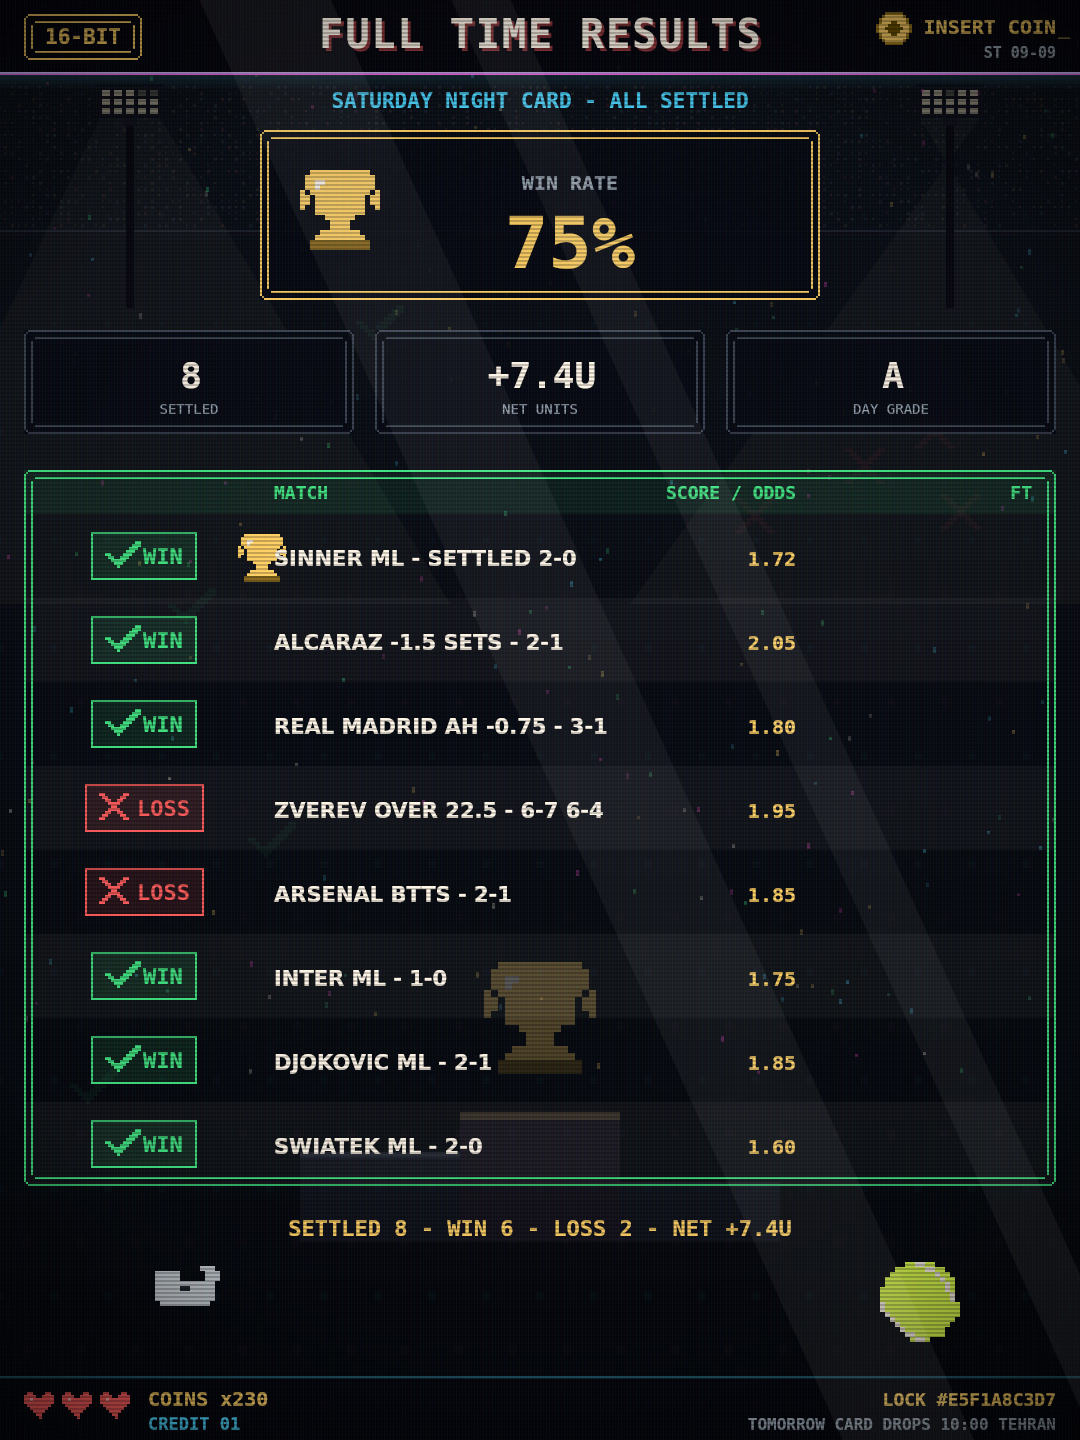 16-BIT
FULL TIME RESULTS
INSERT COIN_
ST 09-09
SATURDAY NIGHT CARD - ALL SETTLED
WIN RATE
75%
8
SETTLED
+7.4U
NET UNITS
A
DAY GRADE
MATCH SCORE / ODDS FT
WIN SINNER ML - SETTLED 2-0 1.72
WIN ALCARAZ -1.5 SETS - 2-1 2.05
WIN REAL MADRID AH -0.75 - 3-1 1.80
LOSS ZVEREV OVER 22.5 - 6-7 6-4 1.95
LOSS ARSENAL BTTS - 2-1 1.85
WIN INTER ML - 1-0 1.75
WIN DJOKOVIC ML - 2-1 1.85
WIN SWIATEK ML - 2-0 1.60
SETTLED 8 - WIN 6 - LOSS 2 - NET +7.4U
COINS x230
CREDIT 01
LOCK #E5F1A8C3D7
TOMORROW CARD DROPS 10:00 TEHRAN